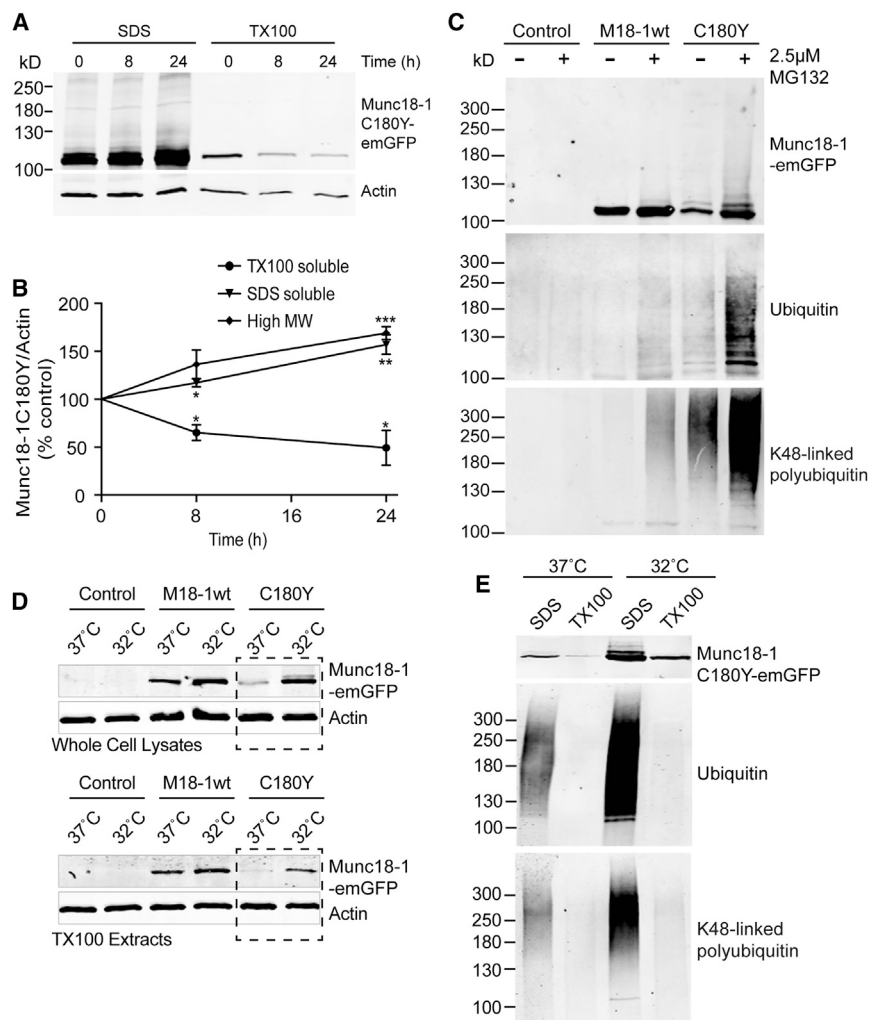 A
SDS TX100
kD 0 8 24 0 8 24 Time (h)
250
180
130
100
Munc18-1
C180Y-
emGFP
Actin
B
TX100 soluble
SDS soluble
High MW
Munc18-1C180Y/Actin
(% control)
200
150
100
50
0
***
**
*
*
*
0 8 16 24
Time (h)
C
Control M18-1wt C180Y
kD - + - + - + 2.5µM
MG132
300
250
180
130
100
Munc18-1
-emGFP
300
250
180
130
100
Ubiquitin
300
250
180
130
100
K48-linked
polyubiquitin
D
Control M18-1wt C180Y
37˚C 32˚C 37˚C 32˚C 37˚C 32˚C
Munc18-1
-emGFP
Actin
Whole Cell Lysates
Control M18-1wt C180Y
37˚C 32˚C 37˚C 32˚C 37˚C 32˚C
Munc18-1
-emGFP
Actin
TX100 Extracts
E
37˚C 32˚C
SDS TX100 SDS TX100
Munc18-1
C180Y-emGFP
300
250
180
130
100
Ubiquitin
300
250
180
130
100
K48-linked
polyubiquitin